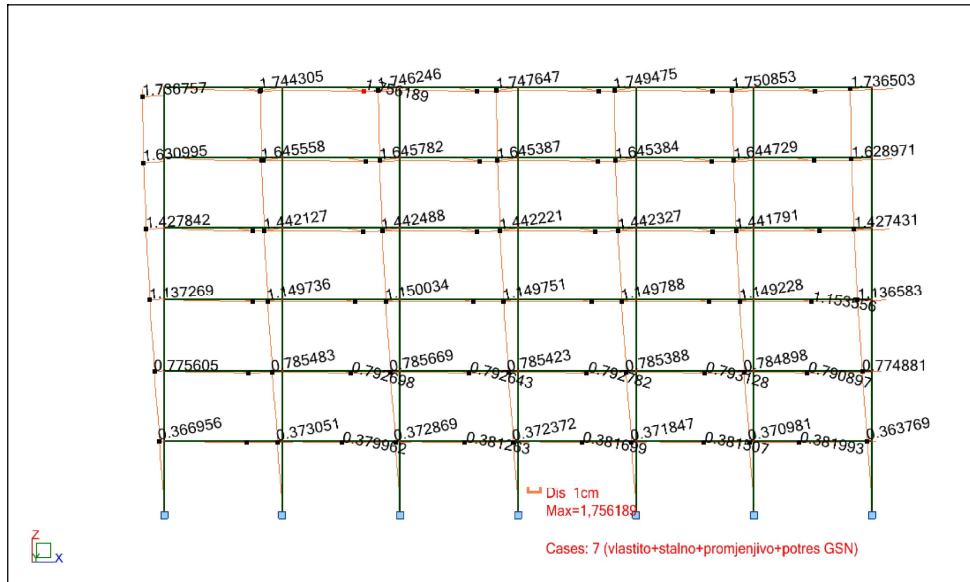 1.736757 1.744305 1.746246 1.747647 1.749475 1.750853 1.736503
1.756189
1.630995 1.645558 1.645782 1.645387 1.645384 1.644729 1.628971
1.427842 1.442127 1.442488 1.442221 1.442327 1.441791 1.427431
1.137269 1.149736 1.150034 1.149751 1.149788 1.149228 1.136583
1.153556
0.775605 0.785483 0.785669 0.785423 0.785388 0.784898 0.774881
0.792698 0.792643 0.792782 0.793128 0.790897
0.366956 0.373051 0.372869 0.372372 0.371847 0.370981 0.363769
0.379962 0.381263 0.381699 0.381507 0.381993
Dis 1cm
Max=1,756189
Cases: 7 (vlastito+stalno+promjenjivo+potres GSN)
Z
Y X